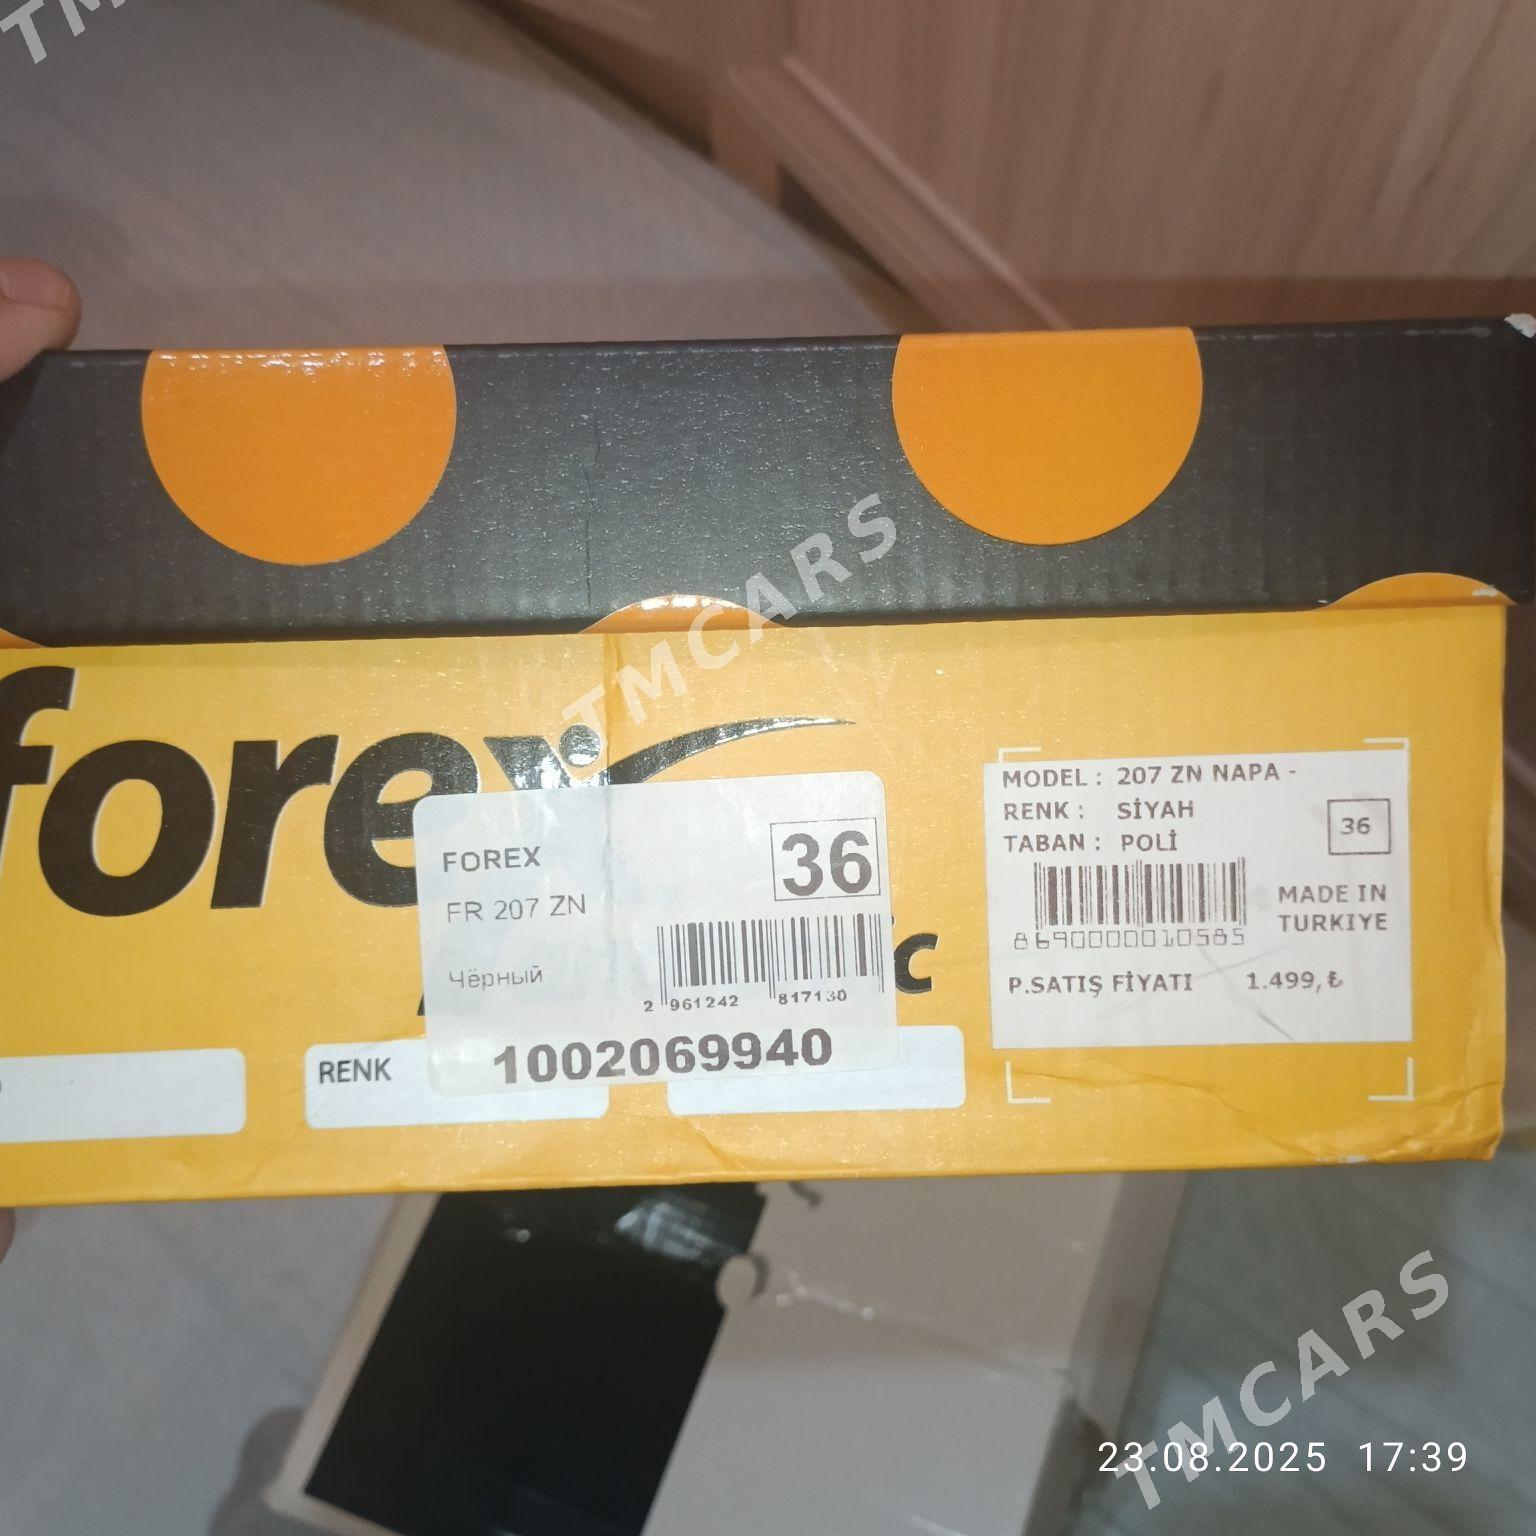 TMCARS
forex
FOREX
36
FR 207 ZN
Чёрный
2 961242 817130
1002069940
c
RENK
MODEL : 207 ZN NAPA -
RENK : SİYAH
TABAN : POLİ
36
8690000010585
MADE IN
TURKIYE
P.SATIŞ FİYATI 1.499,₺
TMCARS
23.08.2025 17:39